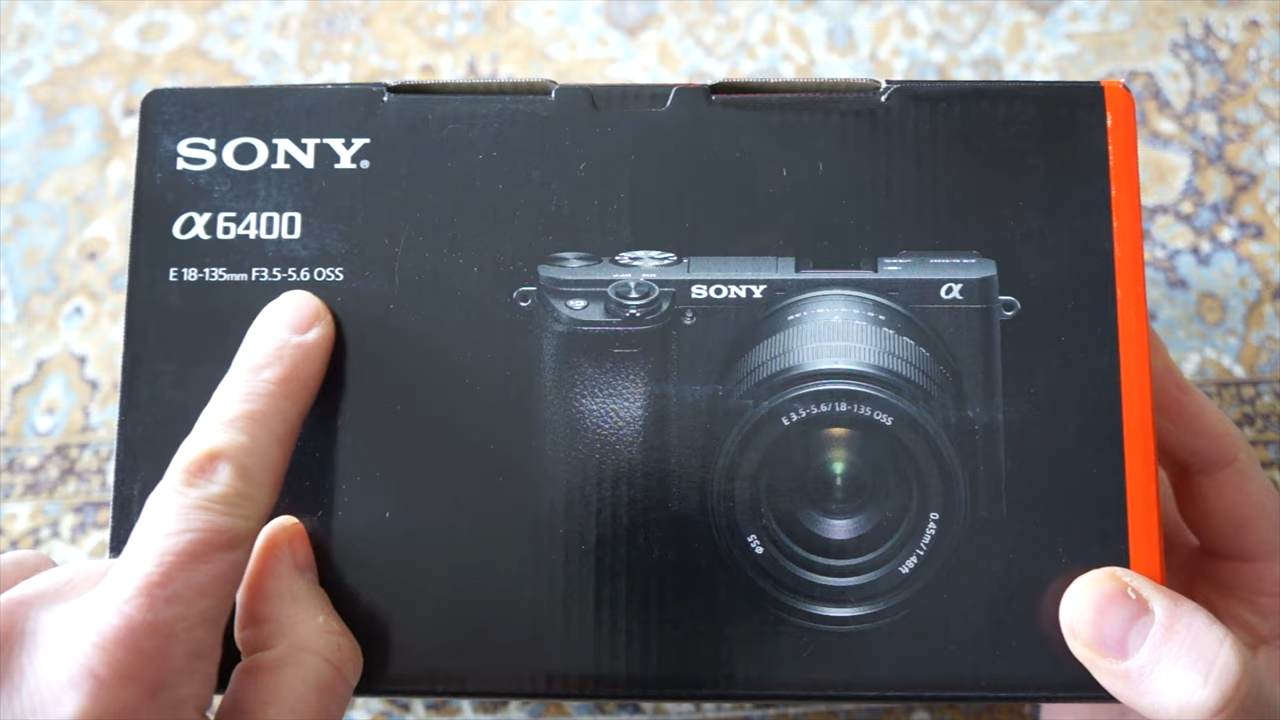 SONY®
α6400
E 18-135mm F3.5-5.6 OSS
SONY
α
E 3.5-5.6/18-135 OSS
0.45m/1.48ft
Φ55